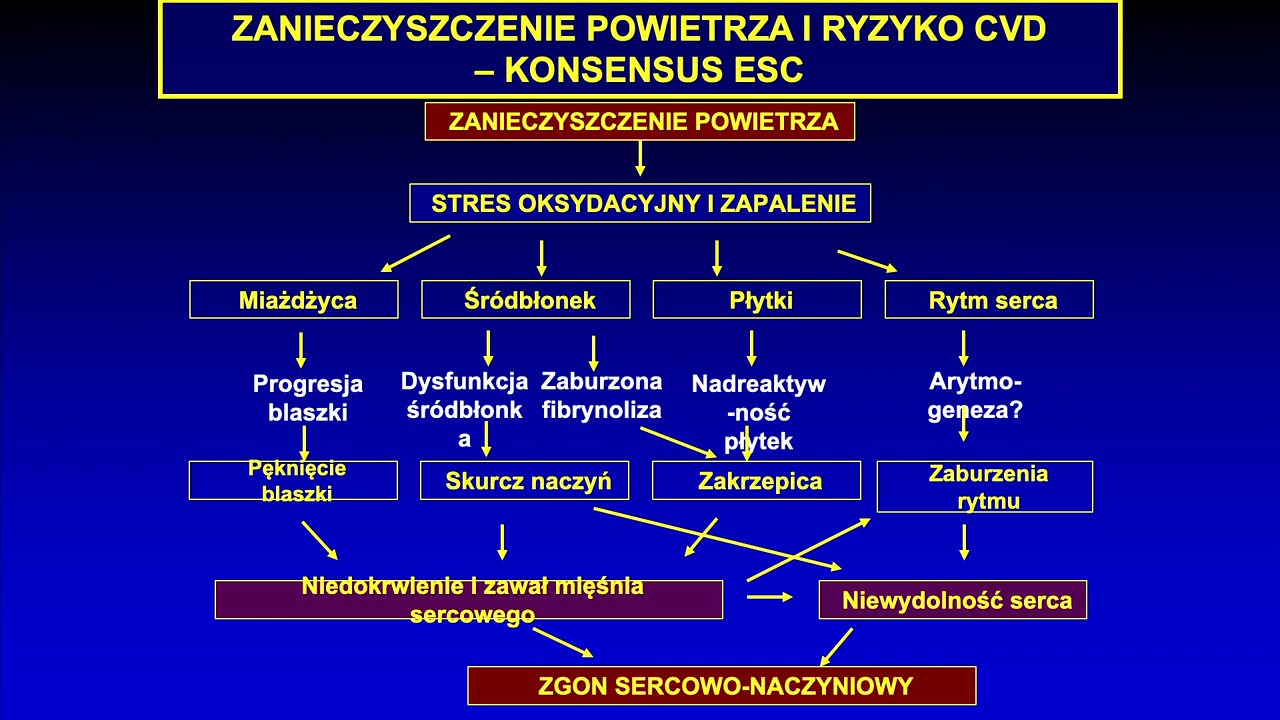 ZANIECZYSZCZENIE POWIETRZA I RYZYKO CVD
– KONSENSUS ESC
ZANIECZYSZCZENIE POWIETRZA
STRES OKSYDACYJNY I ZAPALENIE
Miażdżyca
Śródbłonek
Płytki
Rytm serca
Progresja
blaszki
Dysfunkcja
śródbłonk
a
Zaburzona
fibrynoliza
Nadreaktyw
-ność
płytek
Arytmo-
geneza?
Pęknięcie
blaszki
Skurcz naczyń
Zakrzepica
Zaburzenia
rytmu
Niedokrwienie i zawał mięśnia
sercowego
Niewydolność serca
ZGON SERCOWO-NACZYNIOWY